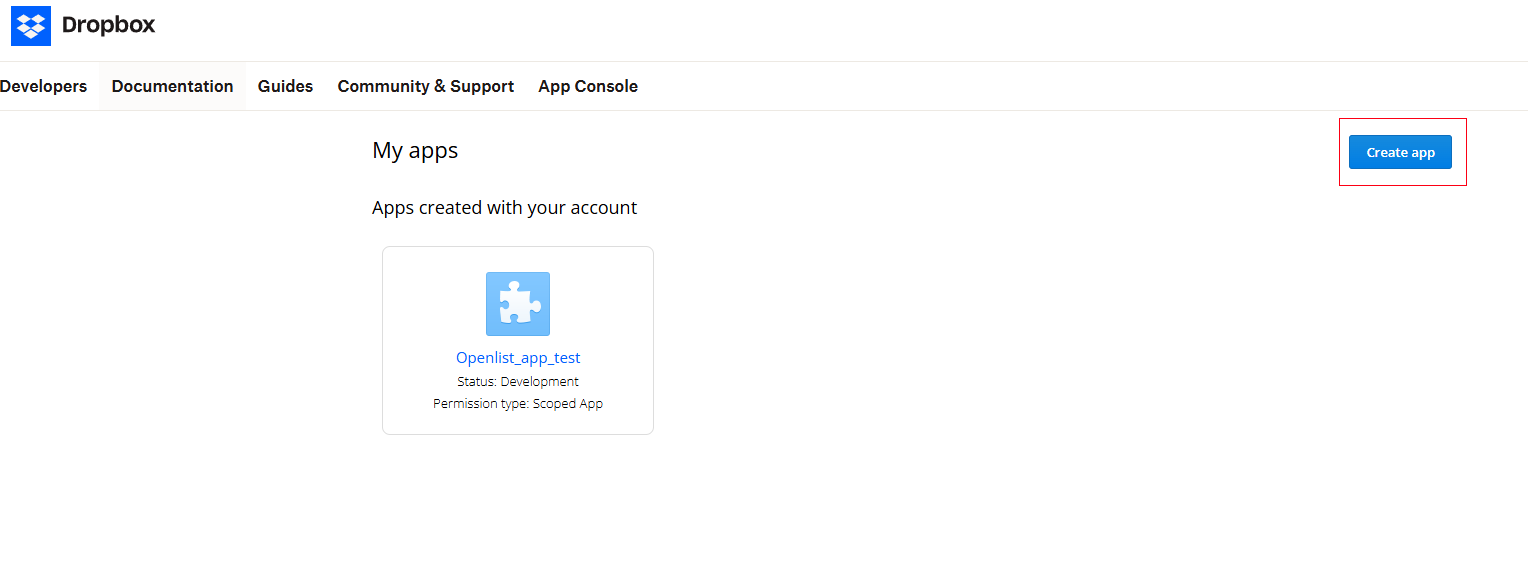 Dropbox
Developers Documentation Guides Community & Support App Console
My apps
Create app
Apps created with your account
Openlist_app_test
Status: Development
Permission type: Scoped App